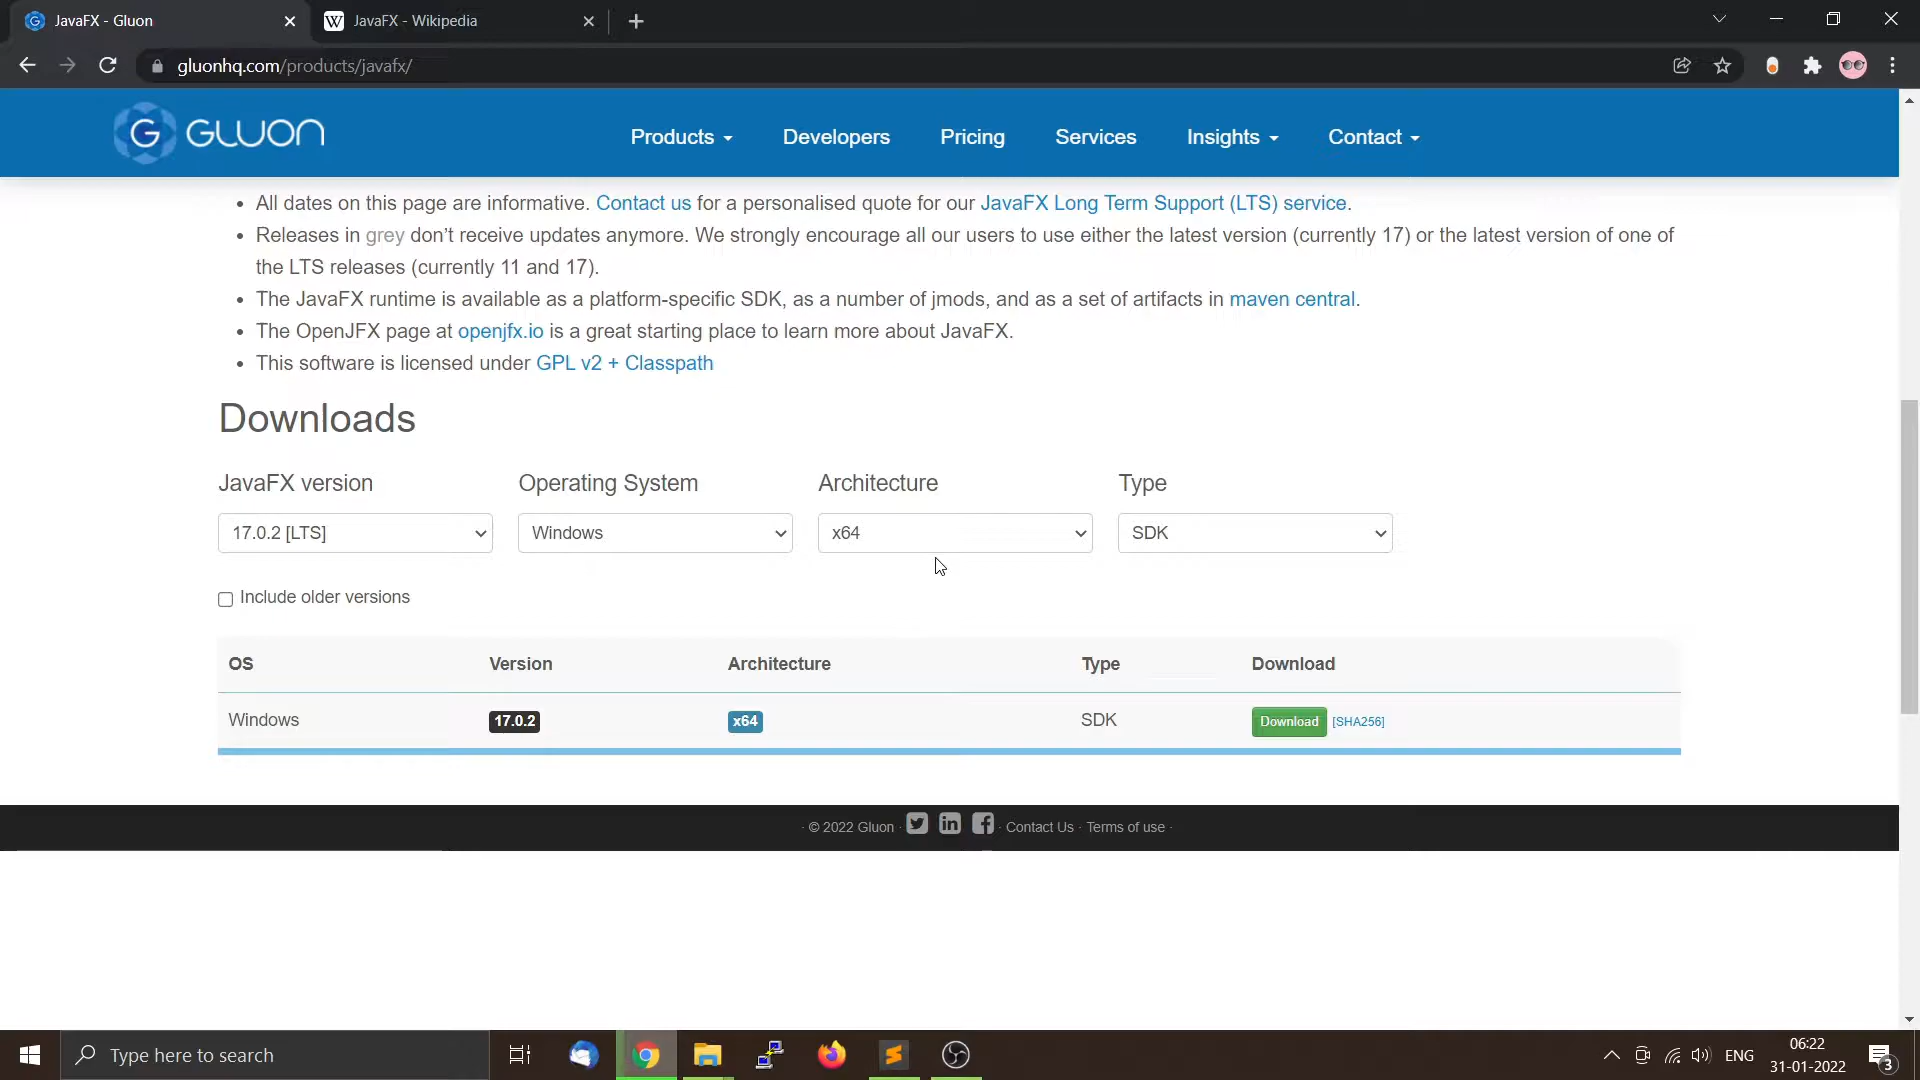 JavaFX - Gluon
JavaFX - Wikipedia
gluonhq.com/products/javafx/
GLUON
Products
Developers
Pricing
Services
Insights
Contact
All dates on this page are informative. Contact us for a personalised quote for our JavaFX Long Term Support (LTS) service.
Releases in grey don’t receive updates anymore. We strongly encourage all our users to use either the latest version (currently 17) or the latest version of one of
the LTS releases (currently 11 and 17).
The JavaFX runtime is available as a platform-specific SDK, as a number of jmods, and as a set of artifacts in maven central.
The OpenJFX page at openjfx.io is a great starting place to learn more about JavaFX.
This software is licensed under GPL v2 + Classpath
Downloads
JavaFX version Operating System Architecture Type
17.0.2 [LTS] Windows x64 SDK
Include older versions
OS Version Architecture Type Download
Windows 17.0.2 x64 SDK Download [SHA256]
· © 2022 Gluon · · Contact Us · Terms of use ·
Type here to search
ENG
06:22
31-01-2022
3